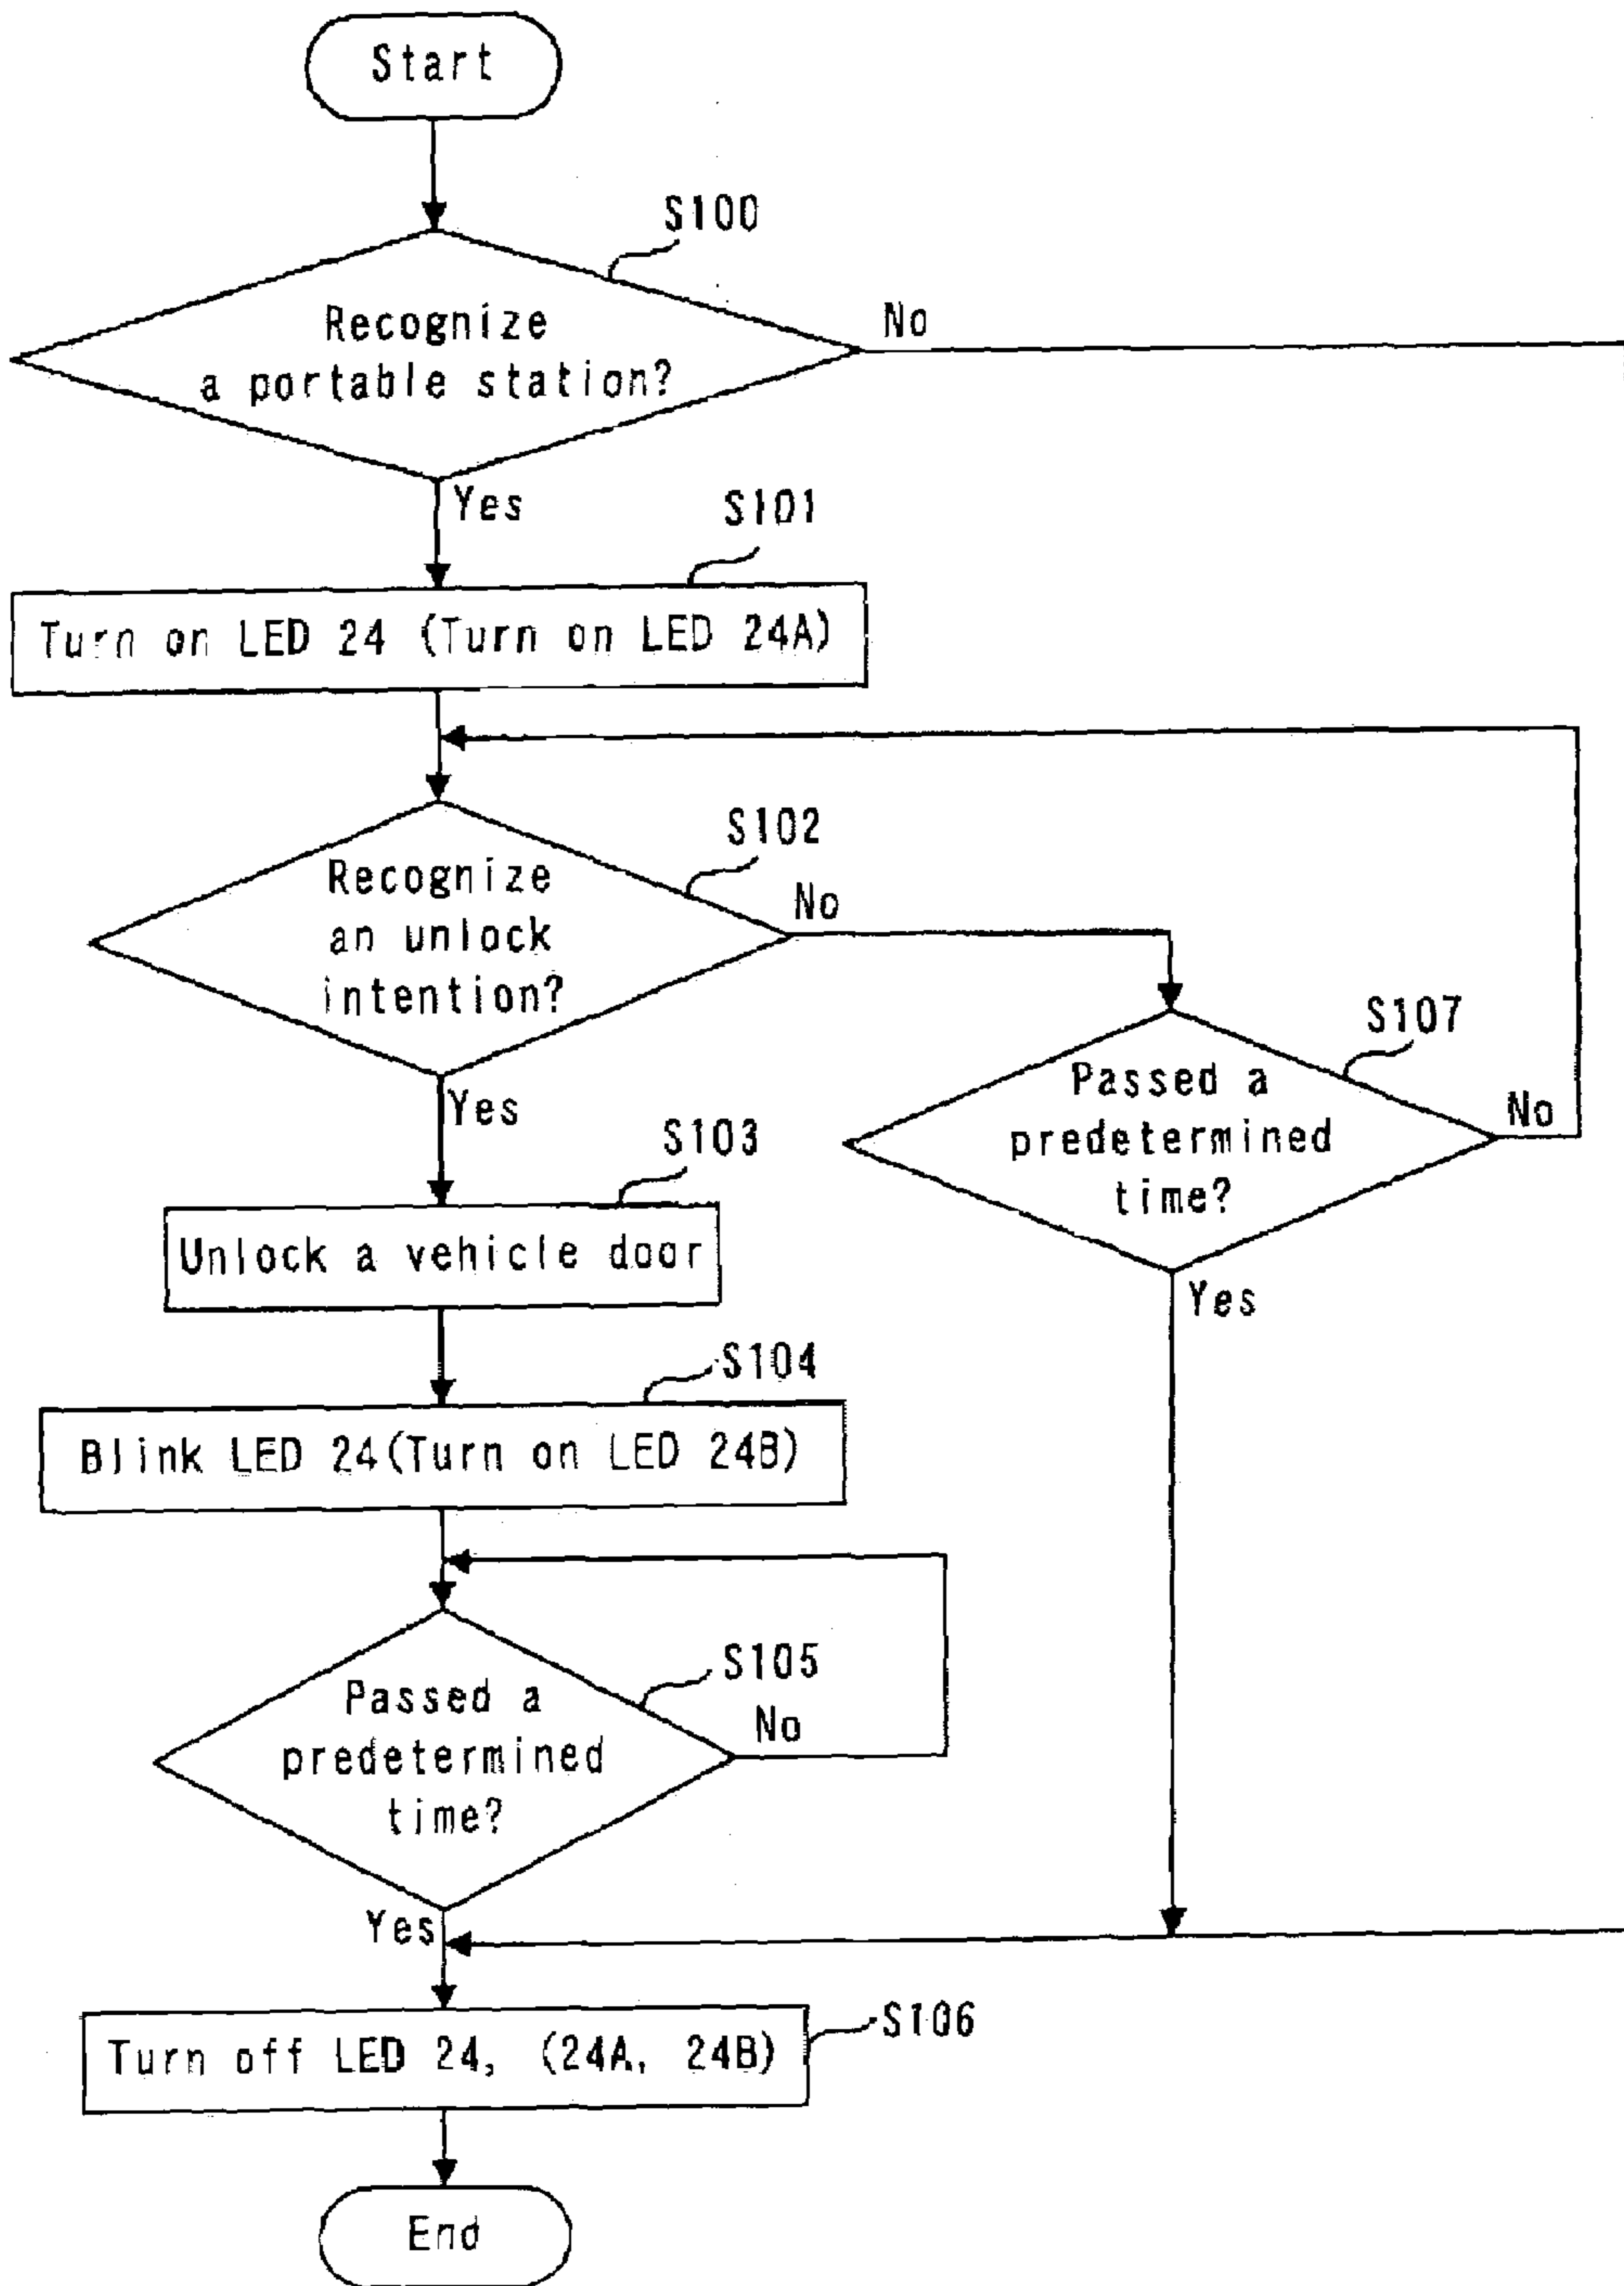 Start
S100
Recognize
a portable station?
No
Yes
S101
Turn on LED 24 (Turn on LED 24A)
S102
Recognize
an unlock
intention?
No
Yes
S107
Passed a
predetermined
time?
No
Yes
S103
Unlock a vehicle door
S104
Blink LED 24(Turn on LED 24B)
S105
Passed a
predetermined
time?
No
Yes
Turn off LED 24, (24A, 24B)
S106
End